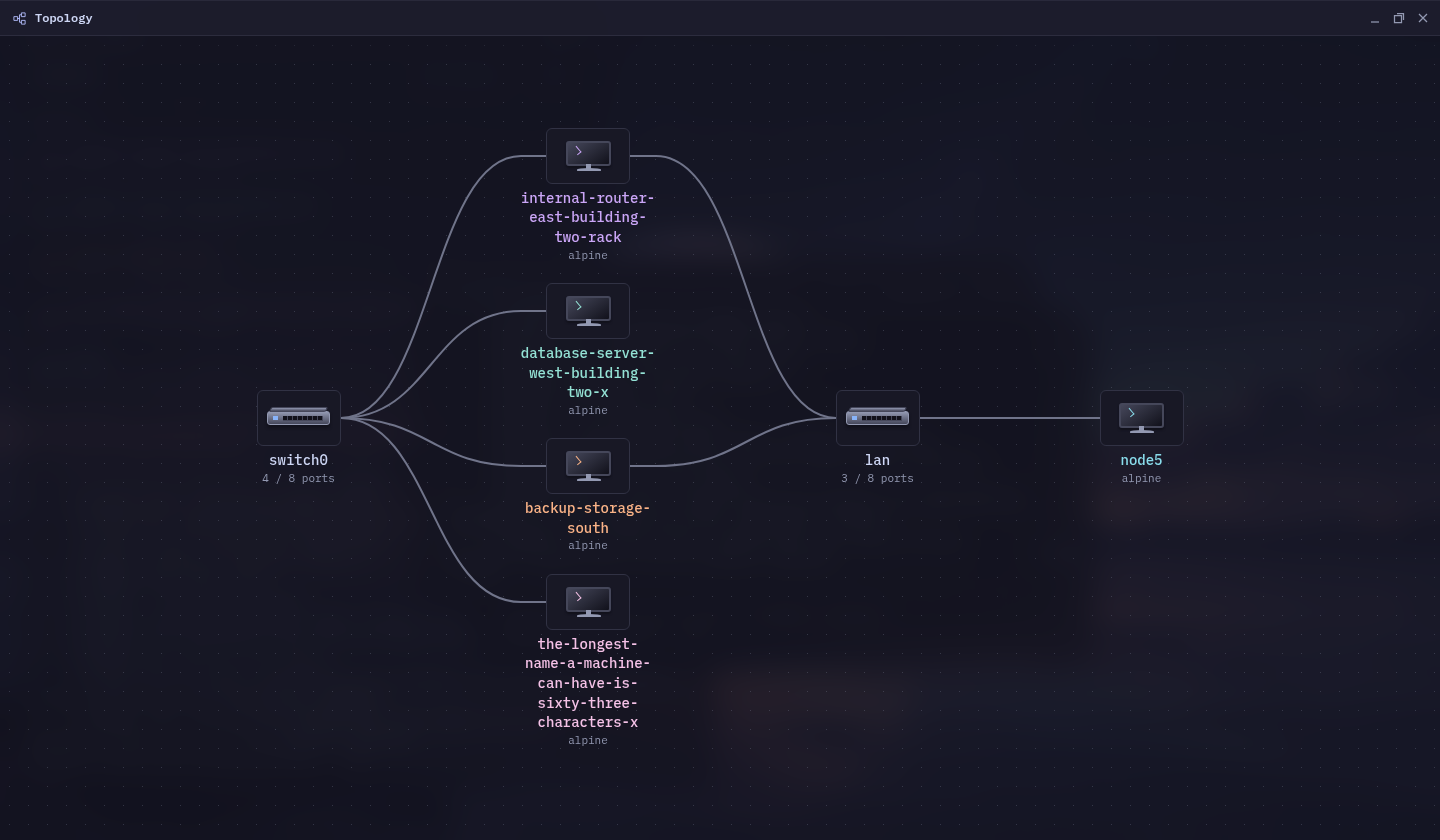 Topology
internal-router-
east-building-
two-rack
alpine
database-server-
west-building-
two-x
alpine
switch0
4 / 8 ports
backup-storage-
south
alpine
lan
3 / 8 ports
node5
alpine
the-longest-
name-a-machine-
can-have-is-
sixty-three-
characters-x
alpine